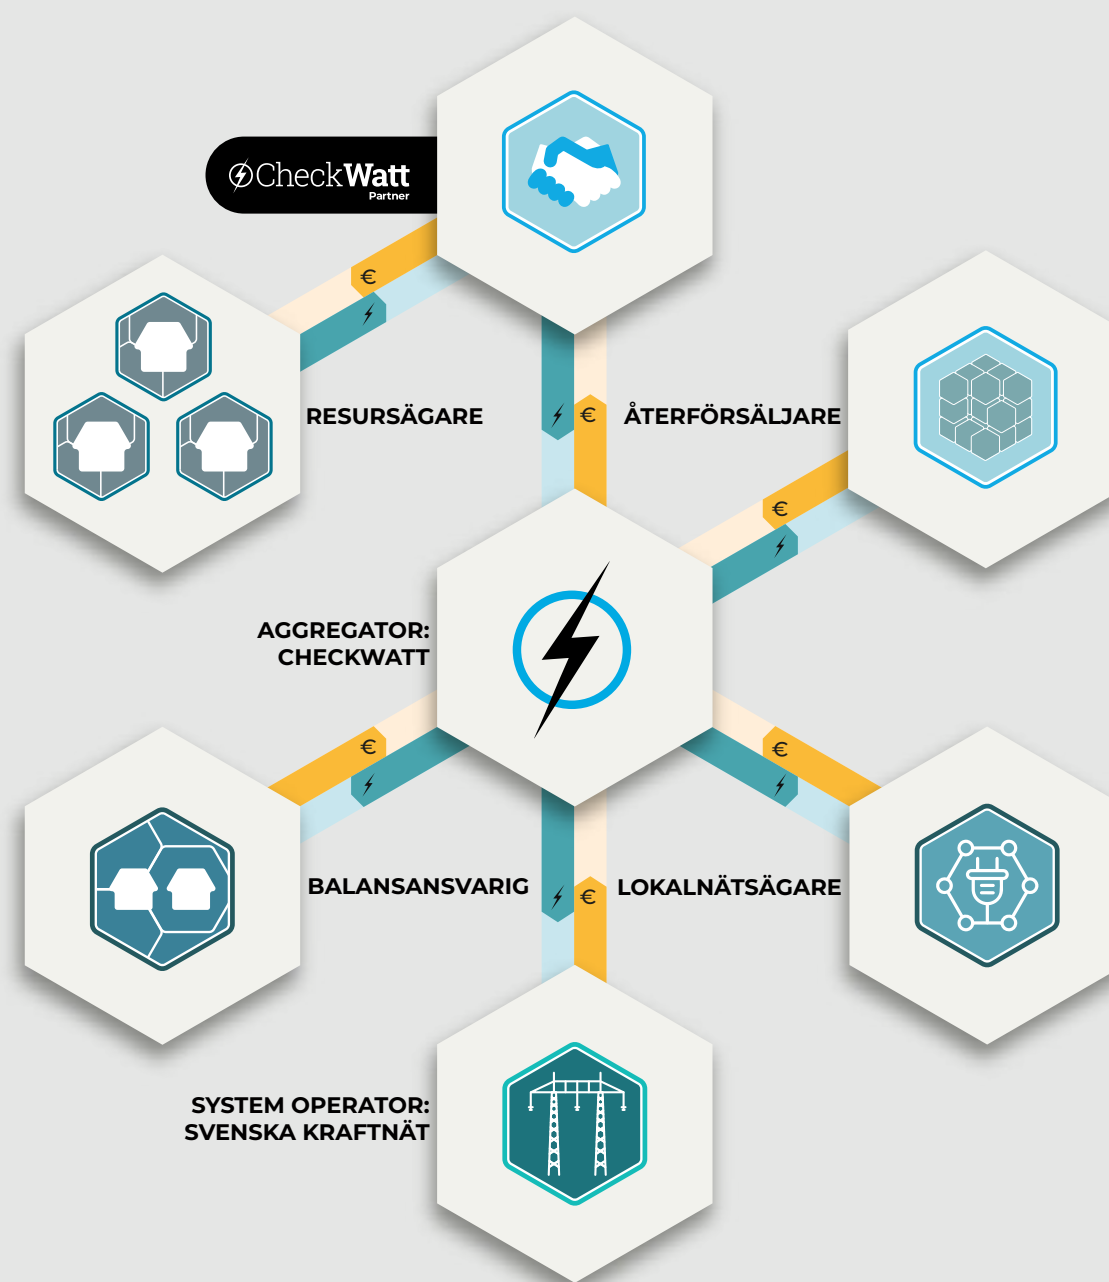 CheckWatt
Partner
€
€
RESURSÄGARE
ÅTERFÖRSÄLJARE
€
AGGREGATOR:
CHECKWATT
€
€
BALANSANSVARIG
LOKALNÄTSÄGARE
€
SYSTEM OPERATOR:
SVENSKA KRAFTNÄT